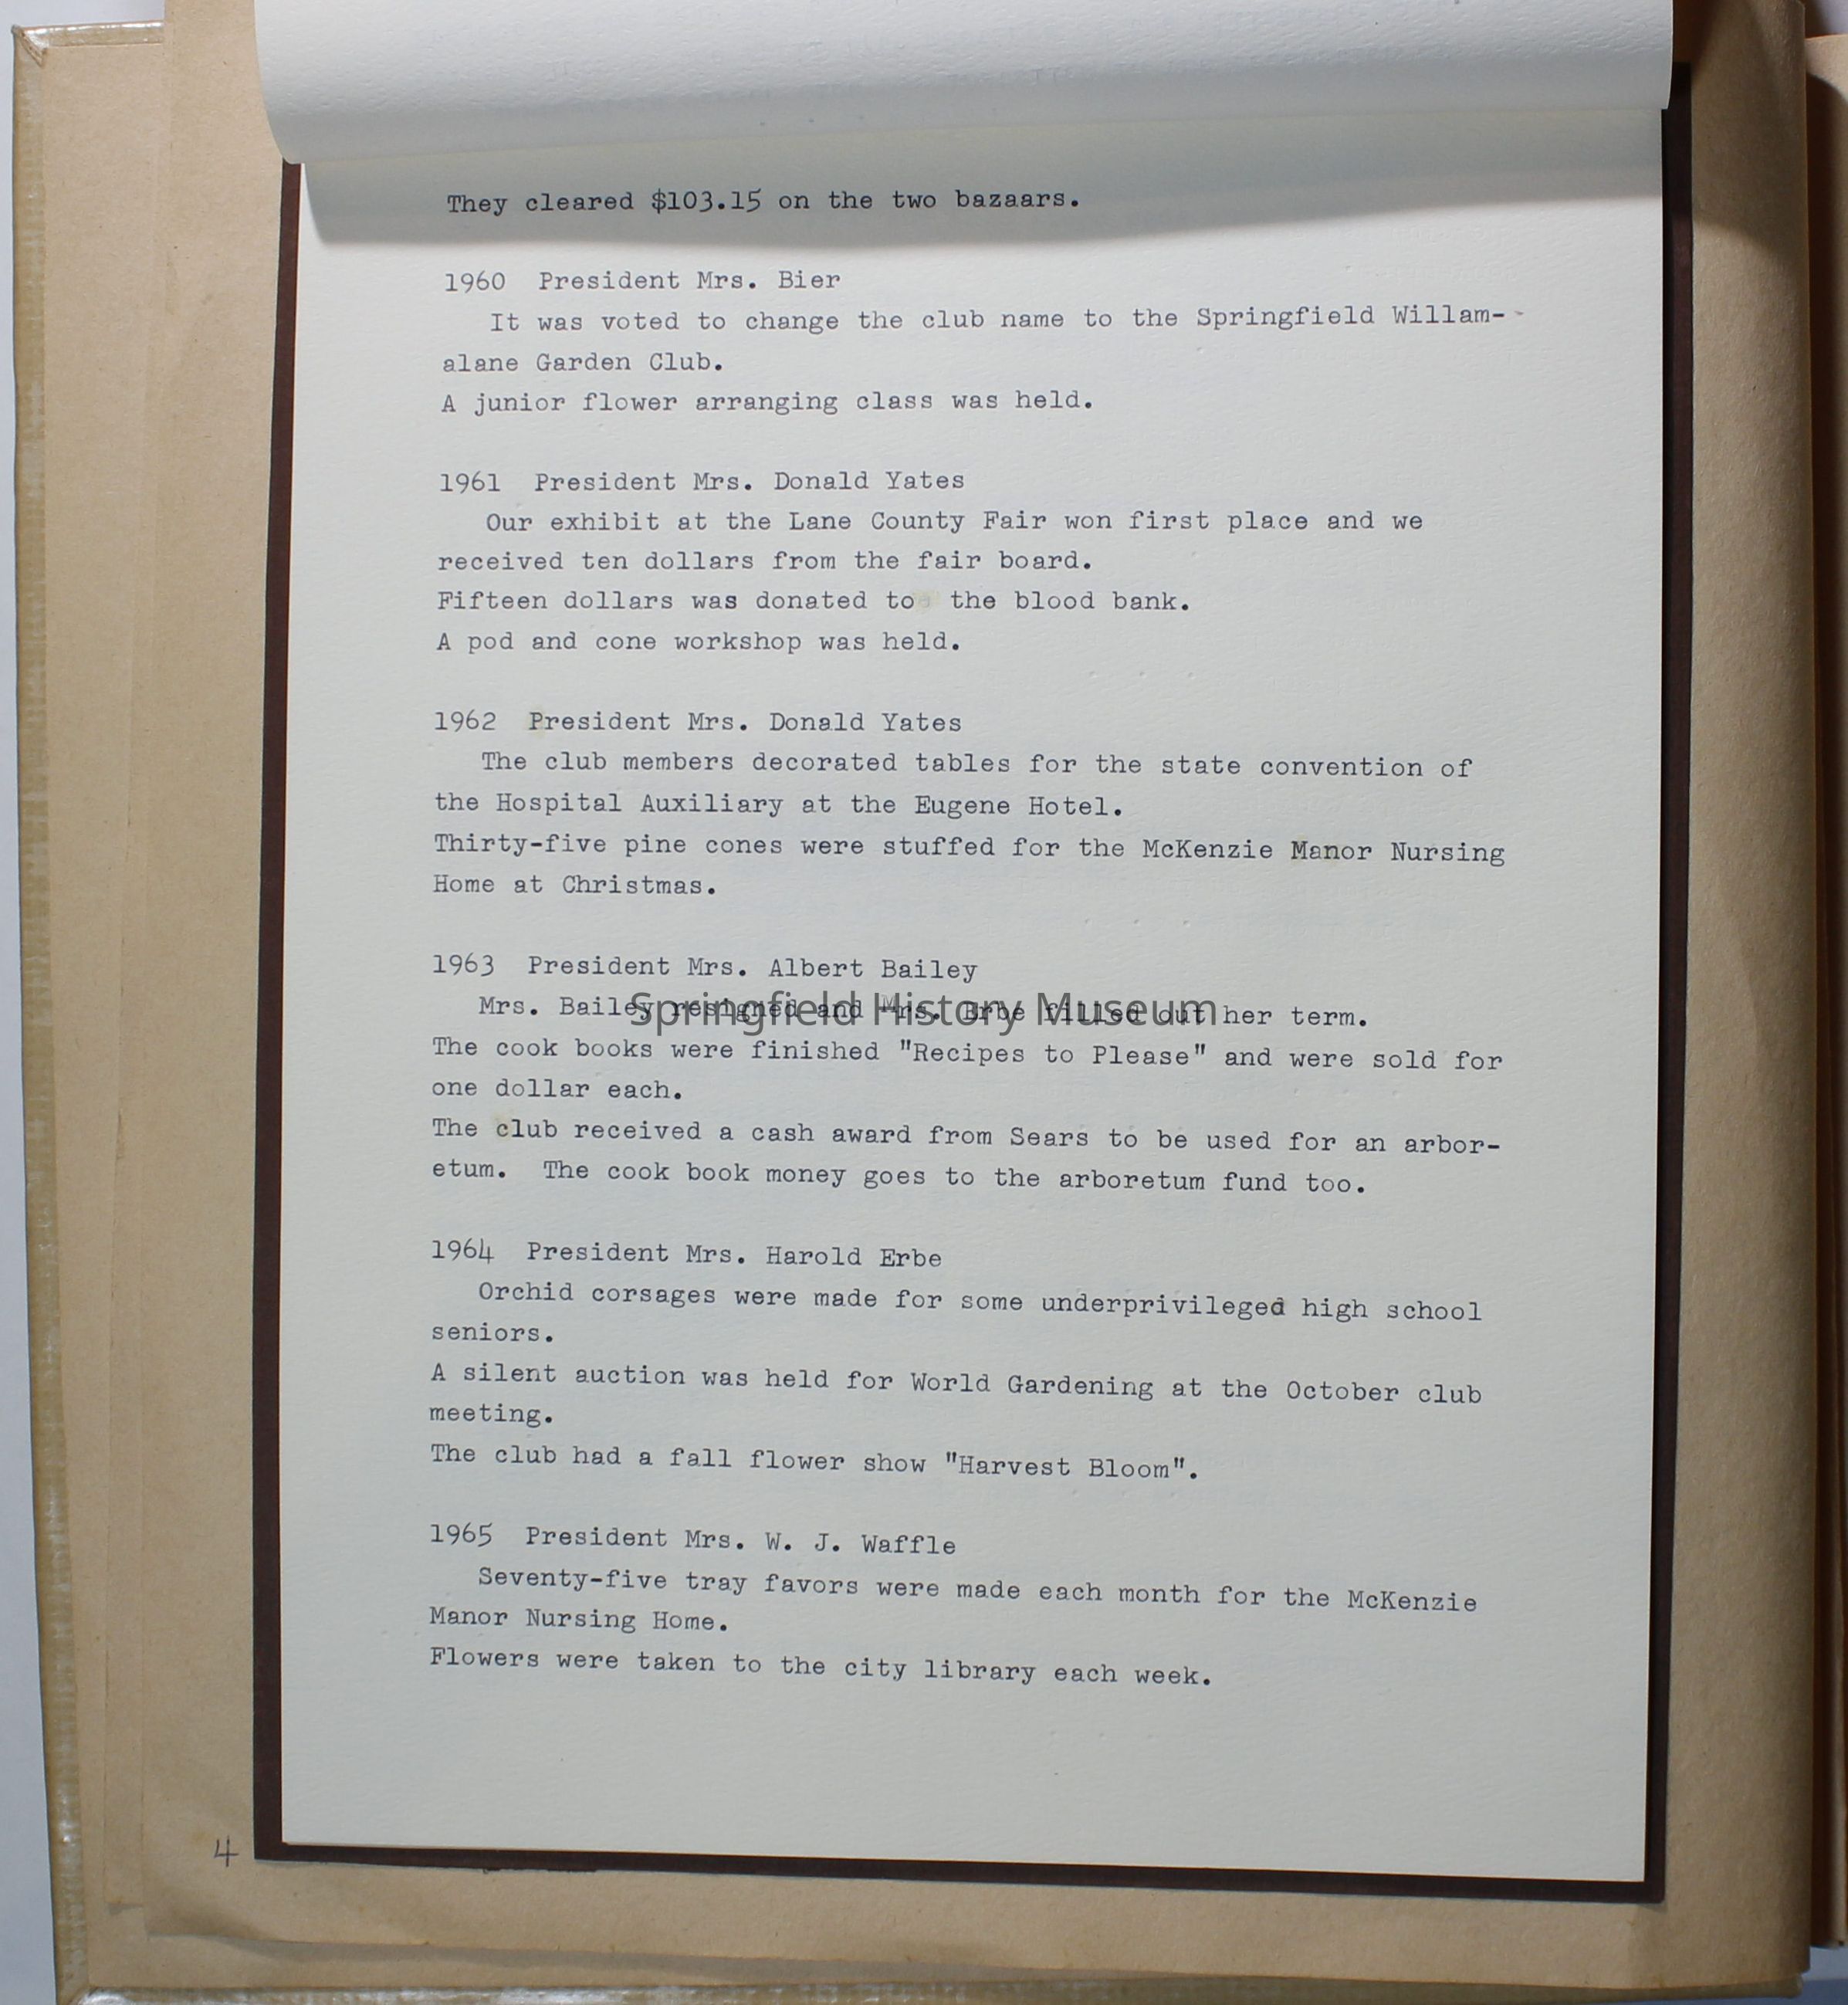 They cleared $103.15 on the two bazaars.
1960  President Mrs. Bier
It was voted to change the club name to the Springfield Willam-
alane Garden Club.
A junior flower arranging class was held.
1961  President Mrs. Donald Yates
Our exhibit at the Lane County Fair won first place and we
received ten dollars from the fair board.
Fifteen dollars was donated to  the blood bank.
A pod and cone workshop was held.
1962  President Mrs. Donald Yates
The club members decorated tables for the state convention of
the Hospital Auxiliary at the Eugene Hotel.
Thirty-five pine cones were stuffed for the McKenzie Manor Nursing
Home at Christmas.
1963  President Mrs. Albert Bailey
Mrs. Bailey resigned and Mrs. Erbe filled out her term.
Springfield History Museum
The cook books were finished "Recipes to Please" and were sold for
one dollar each.
The club received a cash award from Sears to be used for an arbor-
etum.  The cook book money goes to the arboretum fund too.
1964  President Mrs. Harold Erbe
Orchid corsages were made for some underprivileged high school
seniors.
A silent auction was held for World Gardening at the October club
meeting.
The club had a fall flower show "Harvest Bloom".
1965  President Mrs. W. J. Waffle
Seventy-five tray favors were made each month for the McKenzie
Manor Nursing Home.
Flowers were taken to the city library each week.
4